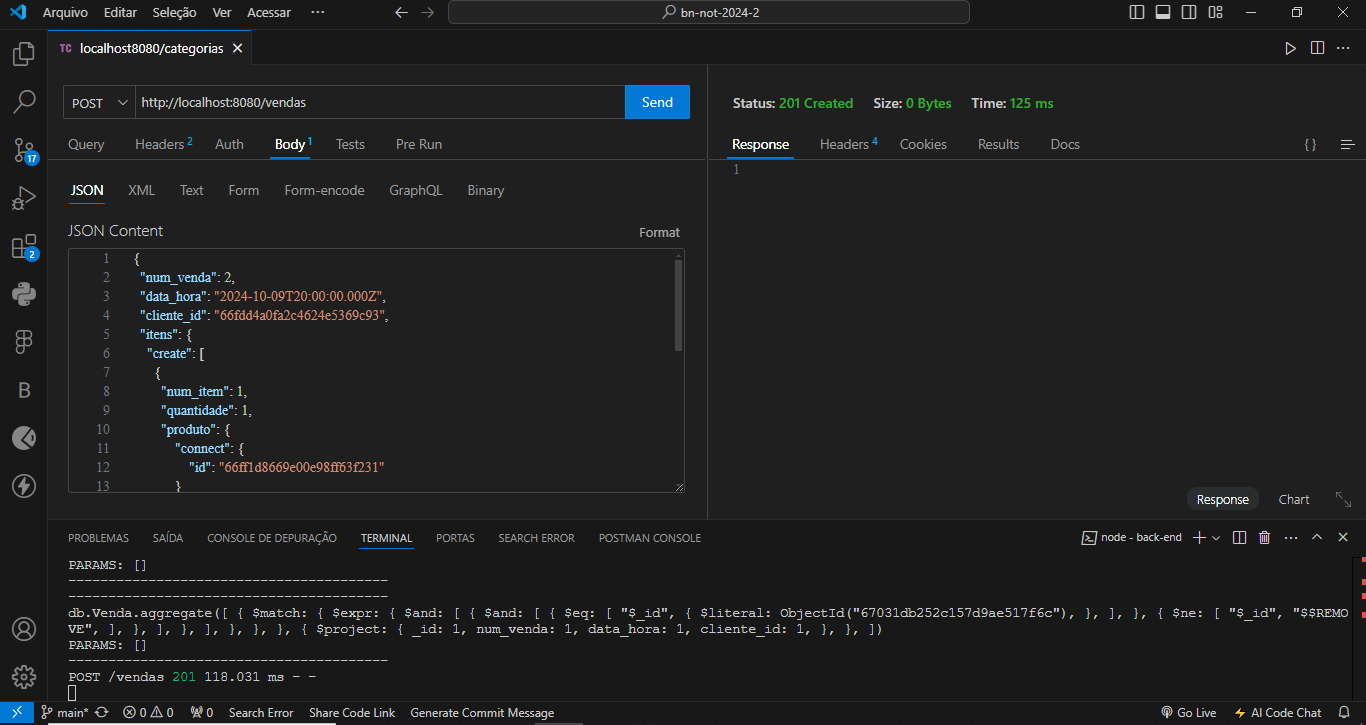 Arquivo Editar Seleção Ver Acessar ··· bn-not-2024-2
TC localhost8080/categorias
POST http://localhost:8080/vendas Send
Query Headers 2 Auth Body 1 Tests Pre Run
JSON XML Text Form Form-encode GraphQL Binary
JSON Content
Format
1 {
2 "num_venda": 2,
3 "data_hora": "2024-10-09T20:00:00.000Z",
4 "cliente_id": "66fdd4a0fa2c4624e5369c93",
5 "itens": {
6 "create": [
7 {
8 "num_item": 1,
9 "quantidade": 1,
10 "produto": {
11 "connect": {
12 "id": "66ff1d8669e00e98ff63f231"
13 }
Status: 201 Created Size: 0 Bytes Time: 125 ms
Response Headers 4 Cookies Results Docs { }
1
Response Chart
17
2
B
PROBLEMAS SAÍDA CONSOLE DE DEPURAÇÃO TERMINAL PORTAS SEARCH ERROR POSTMAN CONSOLE node - back-end
PARAMS: []
----------------------------------------
----------------------------------------
db.Venda.aggregate([ { $match: { $expr: { $and: [ { $and: [ { $eq: [ "$_id", { $literal: ObjectId("67031db252c157d9ae517f6c"), }, ], }, { $ne: [ "$_id", "$$REMO
VE", ], }, ], }, ], }, }, }, { $project: { _id: 1, num_venda: 1, data_hora: 1, cliente_id: 1, }, }, ])
PARAMS: []
----------------------------------------
POST /vendas 201 118.031 ms - -
main* 0 0 0 Search Error Share Code Link Generate Commit Message Go Live AI Code Chat